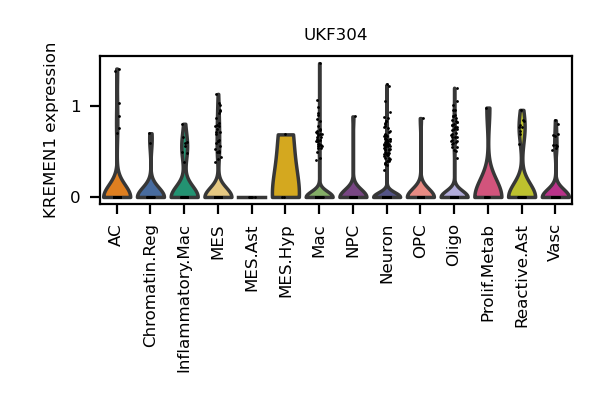 UKF304
KREMEN1 expression
1
0
AC
Chromatin.Reg
Inflammatory.Mac
MES
MES.Ast
MES.Hyp
Mac
NPC
Neuron
OPC
Oligo
Prolif.Metab
Reactive.Ast
Vasc